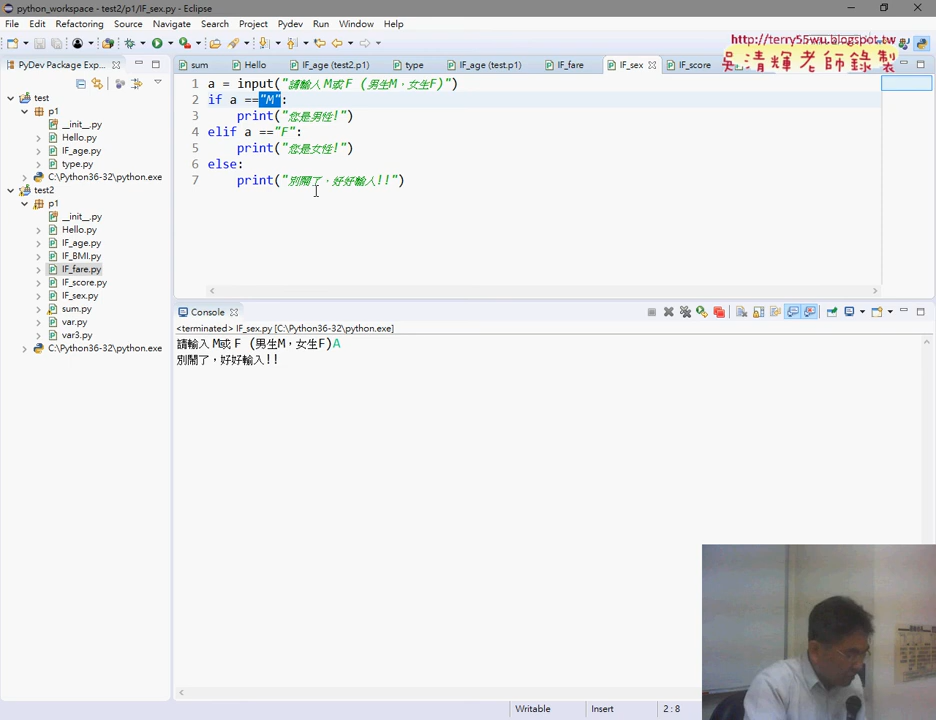 python_workspace - test2/p1/IF_sex.py - Eclipse
File Edit Refactoring Source Navigate Search Project Pydev Run Window Help
http://terry55wu.blogspot.tw
吳清輝老師錄製
PyDev Package Exp...
sum Hello IF_age (test2.p1) type IF_age (test.p1) IF_fare IF_sex IF_score
test
p1
__init__.py
Hello.py
IF_age.py
type.py
C:\Python36-32\python.exe
test2
p1
__init__.py
Hello.py
IF_age.py
IF_BMI.py
IF_fare.py
IF_score.py
IF_sex.py
sum.py
var.py
var3.py
C:\Python36-32\python.exe
1 a = input("請輸入M或F (男生M，女生F)")
2 if a =="M":
3 print("您是男性!")
4 elif a =="F":
5 print("您是女性!")
6 else:
7 print("別鬧了，好好輸入!!")
Console
<terminated> IF_sex.py [C:\Python36-32\python.exe]
請輸入M或F (男生M，女生F)A
別鬧了，好好輸入!!
Writable Insert 2:8